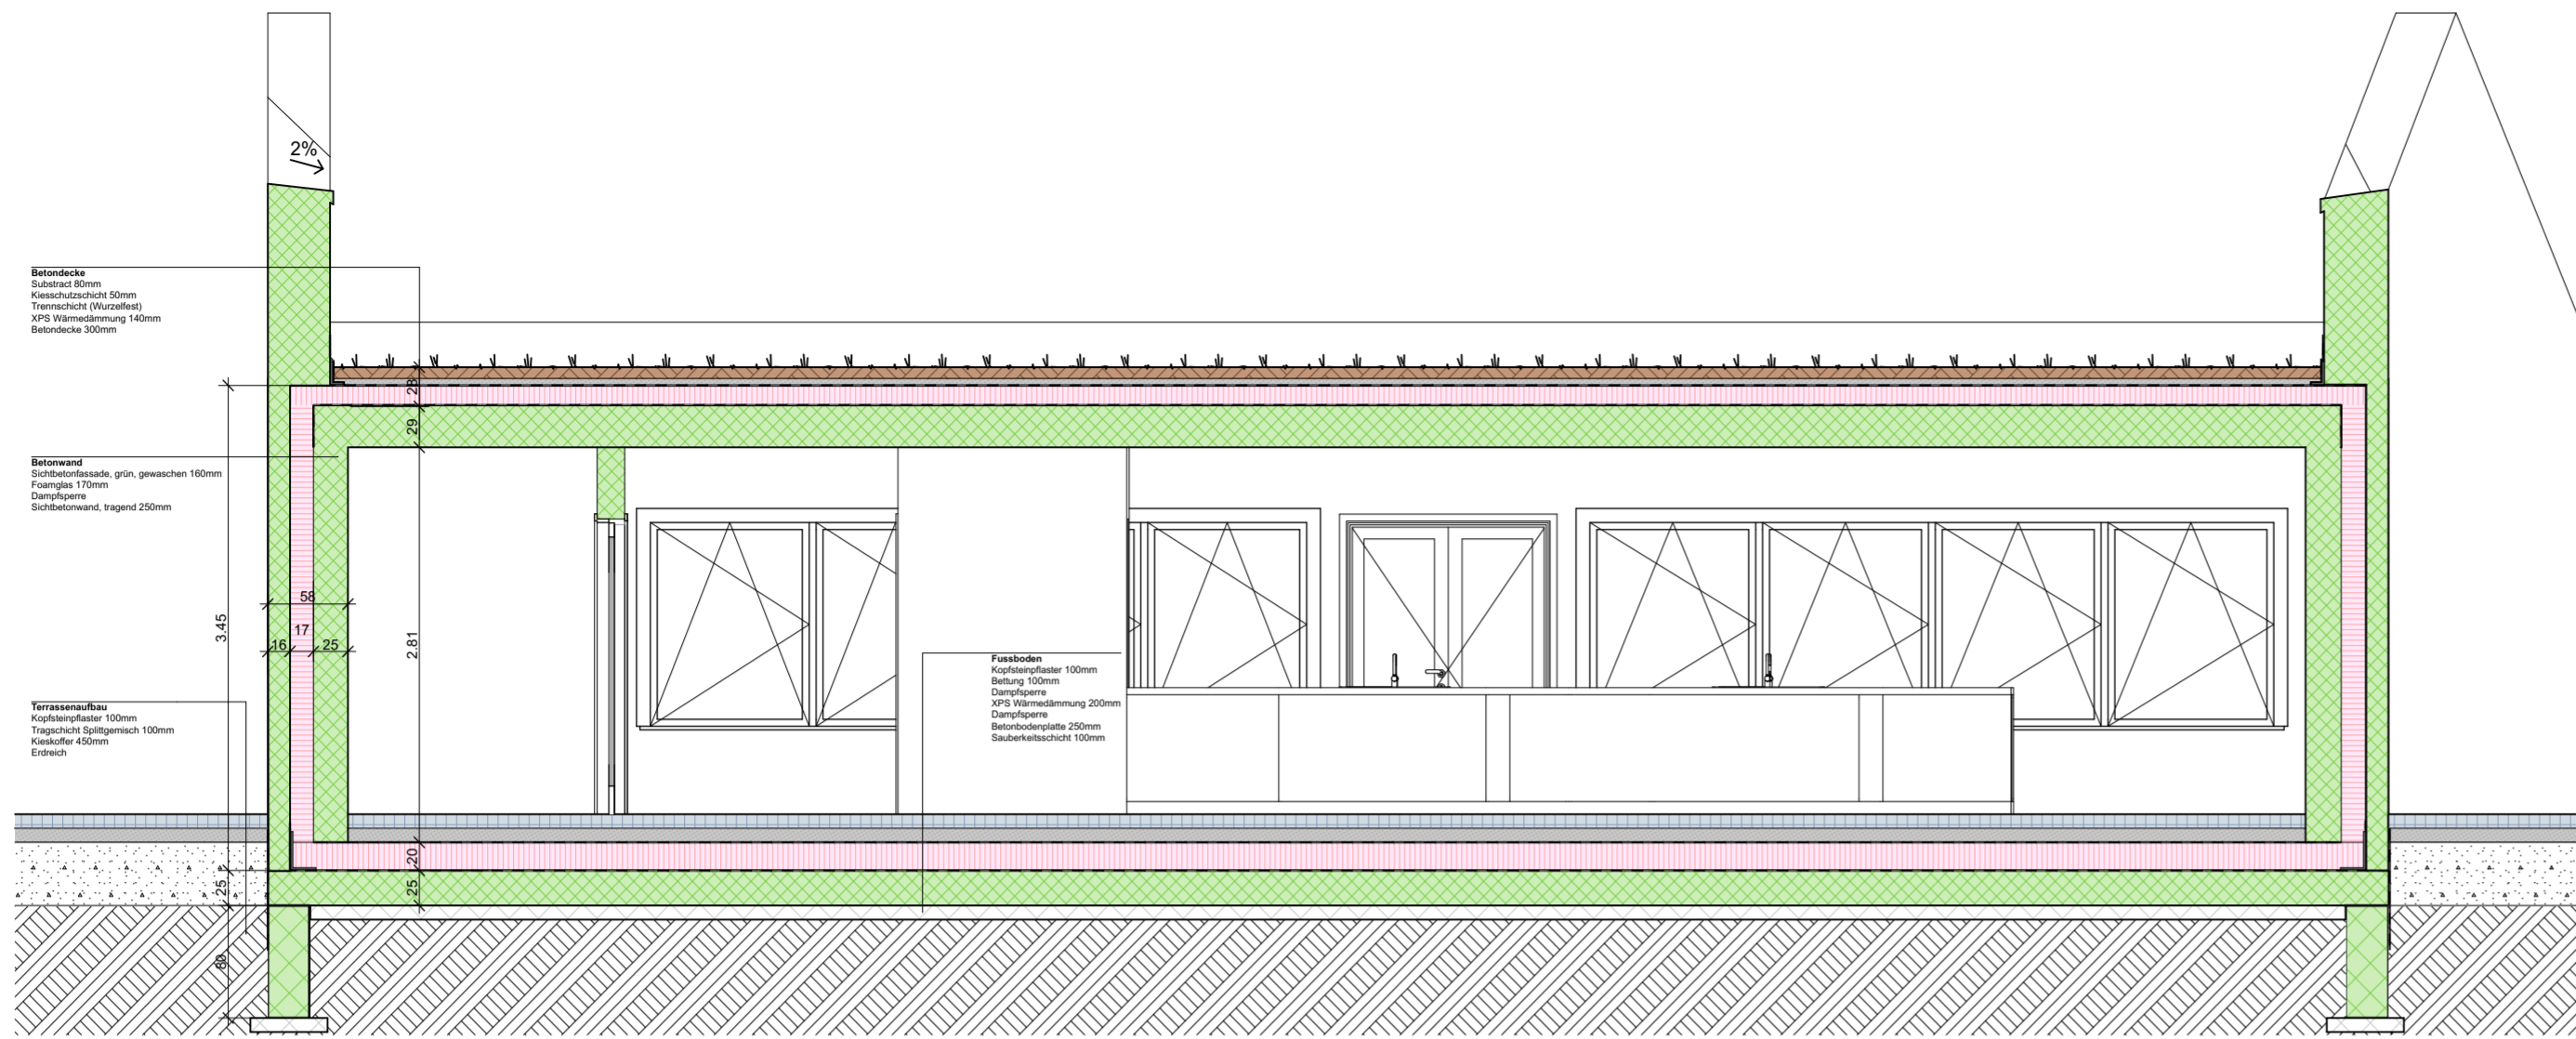 2%
Betondecke
Substract 80mm
Kiesschutzschicht 50mm
Trennschicht (Wurzelfest)
XPS Wärmedämmung 140mm
Betondecke 300mm
28
29
Betonwand
Sichtbetonfassade, grün, gewaschen 160mm
Foamglas 170mm
Dampfsperre
Sichtbetonwand, tragend 250mm
58
3.45
17
2.81
16
25
Fussboden
Kopfsteinpflaster 100mm
Bettung 100mm
Dampfsperre
XPS Wärmedämmung 200mm
Dampfsperre
Betonbodenplatte 250mm
Sauberkeitsschicht 100mm
Terrassenaufbau
Kopfsteinpflaster 100mm
Tragschicht Splittgemisch 100mm
Kieskoffer 450mm
Erdreich
20
25
25
80